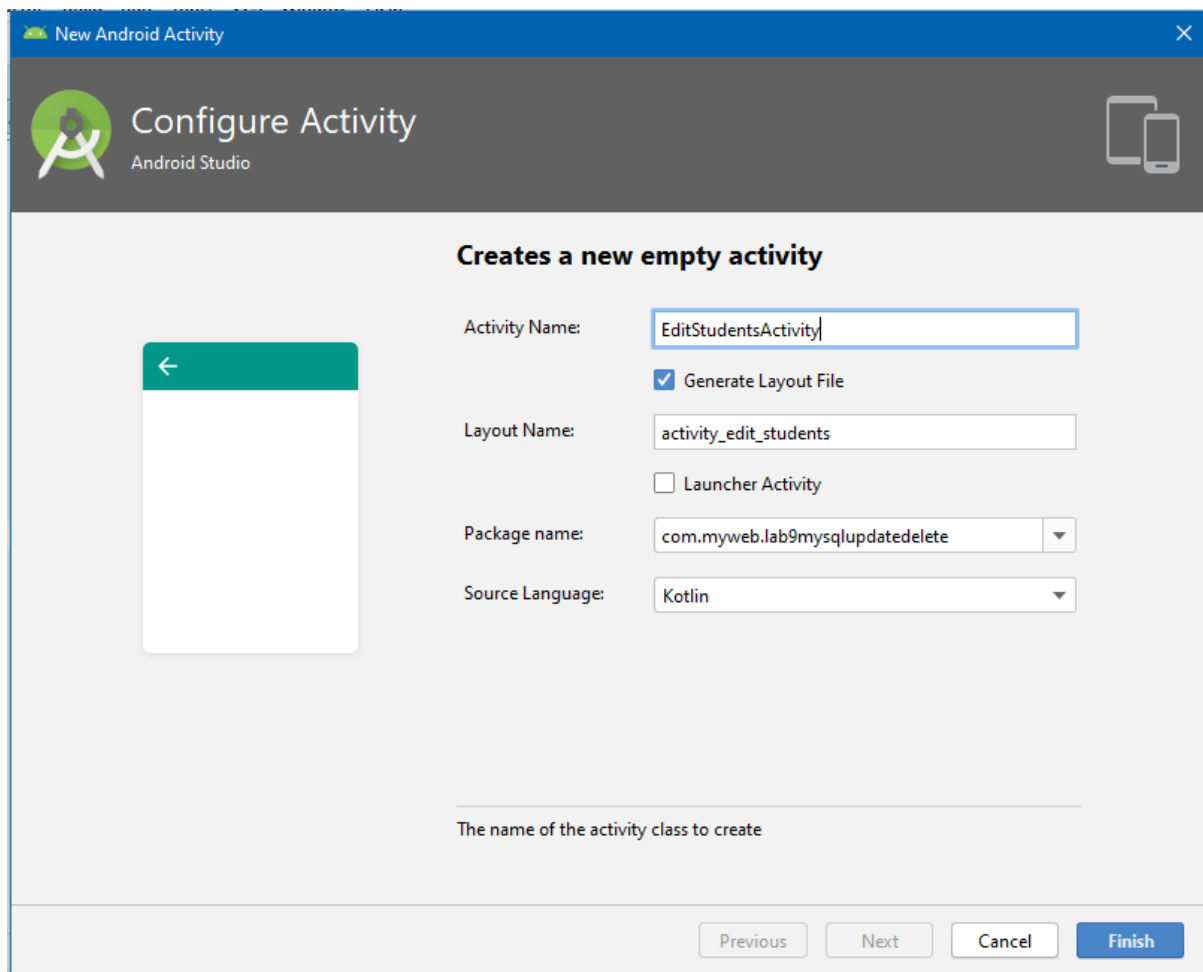 New Android Activity
Configure Activity
Android Studio
Creates a new empty activity
Activity Name:
EditStudentsActivity
Generate Layout File
Layout Name:
activity_edit_students
Launcher Activity
Package name:
com.myweb.lab9mysqlupdatedelete
Source Language:
Kotlin
The name of the activity class to create
Previous
Next
Cancel
Finish